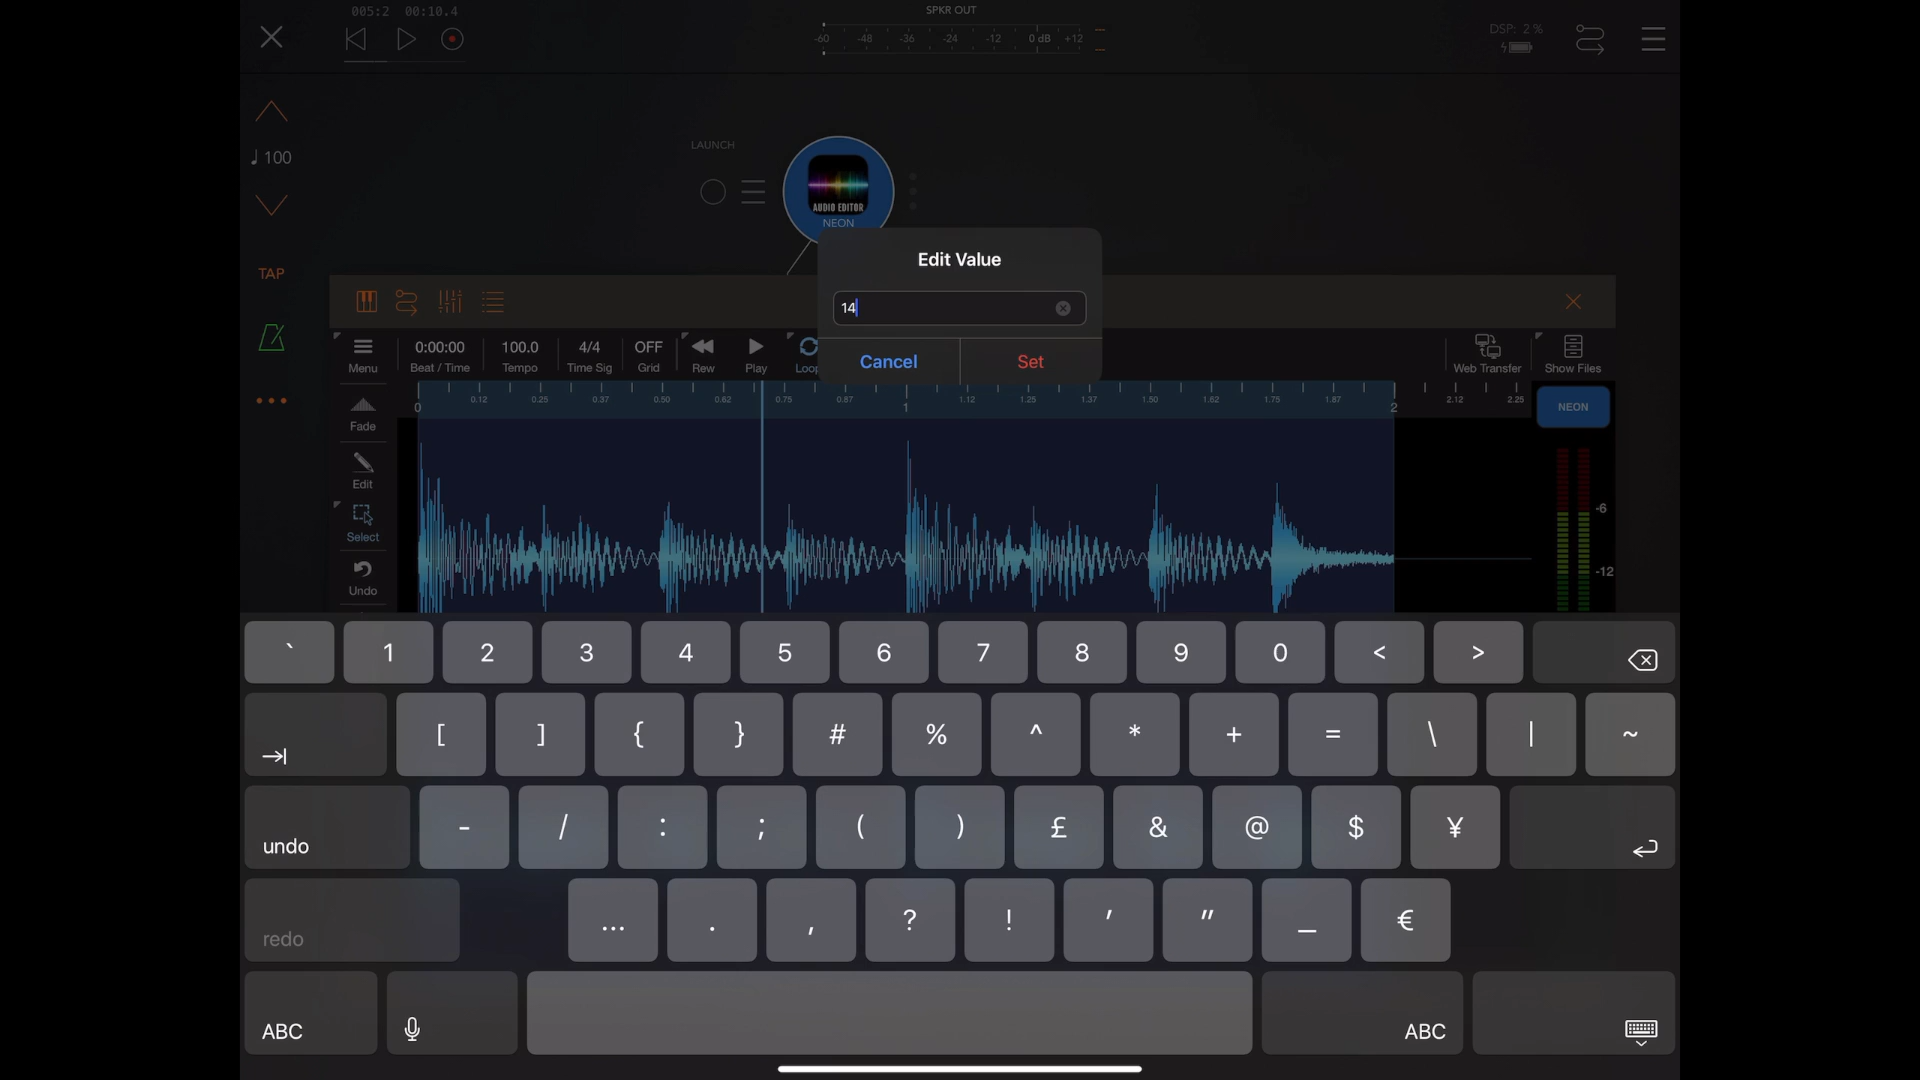 005:2 00:10.4
SPKR OUT
-60 -48 -36 -24 -12 0 dB +12
DSP: 2 %
♩ 100
TAP
LAUNCH
AUDIO EDITOR
NEON
Edit Value
14
Cancel Set
Menu
0:00:00
Beat / Time
100.0
Tempo
4/4
Time Sig
OFF
Grid
Rew
Play
Loop
Web Transfer
Show Files
0 0.12 0.25 0.37 0.50 0.62 0.75 0.87 1 1.12 1.25 1.37 1.50 1.62 1.75 1.87 2 2.12 2.25
NEON
Fade
Edit
Select
Undo
-6
-12
` 1 2 3 4 5 6 7 8 9 0 < >
[ ] { } # % ^ * + = \ | ~
undo - / : ; ( ) £ & @ $ ¥
redo … . , ? ! ' " _ €
ABC ABC